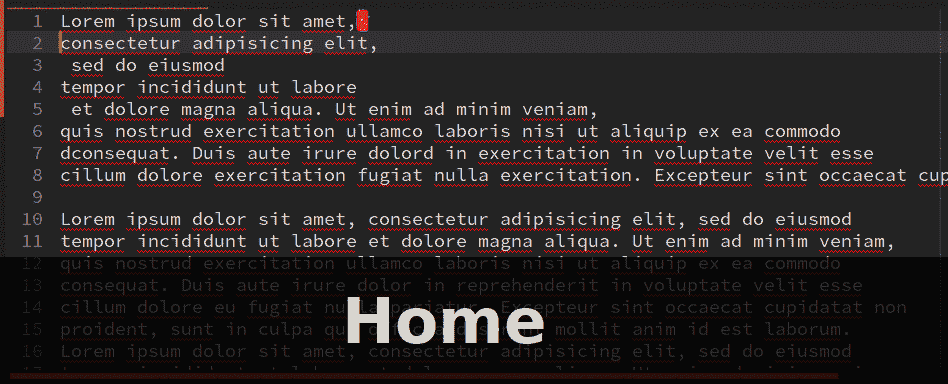 1 Lorem ipsum dolor sit amet,
2 consectetur adipisicing elit,
3 sed do eiusmod
4 tempor incididunt ut labore
5 et dolore magna aliqua. Ut enim ad minim veniam,
6 quis nostrud exercitation ullamco laboris nisi ut aliquip ex ea commodo
7 dconsequat. Duis aute irure dolord in exercitation in voluptate velit esse
8 cillum dolore exercitation fugiat nulla exercitation. Excepteur sint occaecat cup
9
10 Lorem ipsum dolor sit amet, consectetur adipisicing elit, sed do eiusmod
11 tempor incididunt ut labore et dolore magna aliqua. Ut enim ad minim veniam,
12 quis nostrud exercitation ullamco laboris nisi ut aliquip ex ea commodo
13 consequat. Duis aute irure dolor in reprehenderit in voluptate velit esse
14 cillum dolore eu fugiat nulla pariatur. Excepteur sint occaecat cupidatat non
15 proident, sunt in culpa qui mollit anim id est laborum.
16 Lorem ipsum dolor sit amet, consectetur adipisicing elit, sed do eiusmod
Home